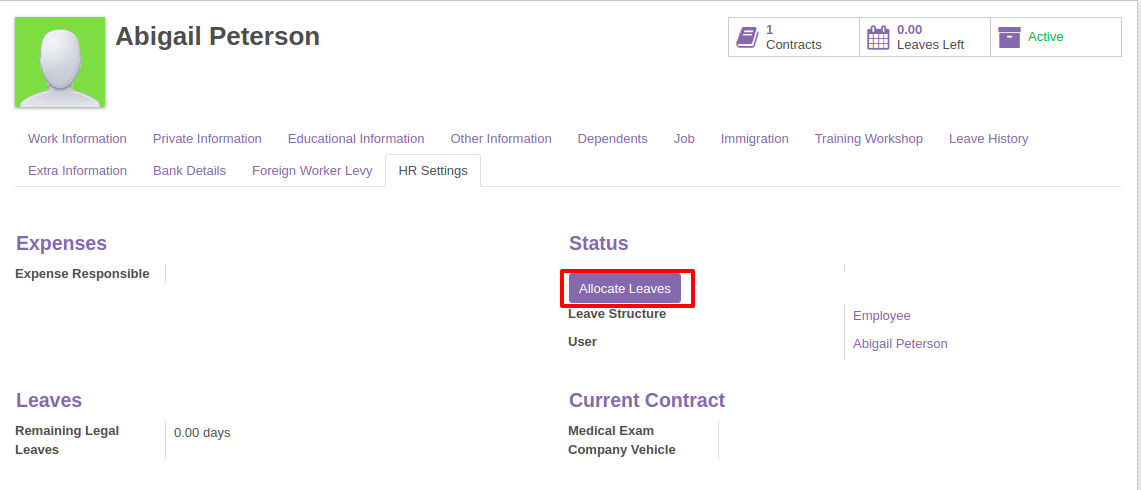 Abigail Peterson
1
Contracts
0.00
Leaves Left
Active
Work Information Private Information Educational Information Other Information Dependents Job Immigration Training Workshop Leave History
Extra Information Bank Details Foreign Worker Levy HR Settings
Expenses
Expense Responsible
Status
Allocate Leaves
Leave Structure Employee
User Abigail Peterson
Leaves
Remaining Legal
Leaves
0.00 days
Current Contract
Medical Exam
Company Vehicle